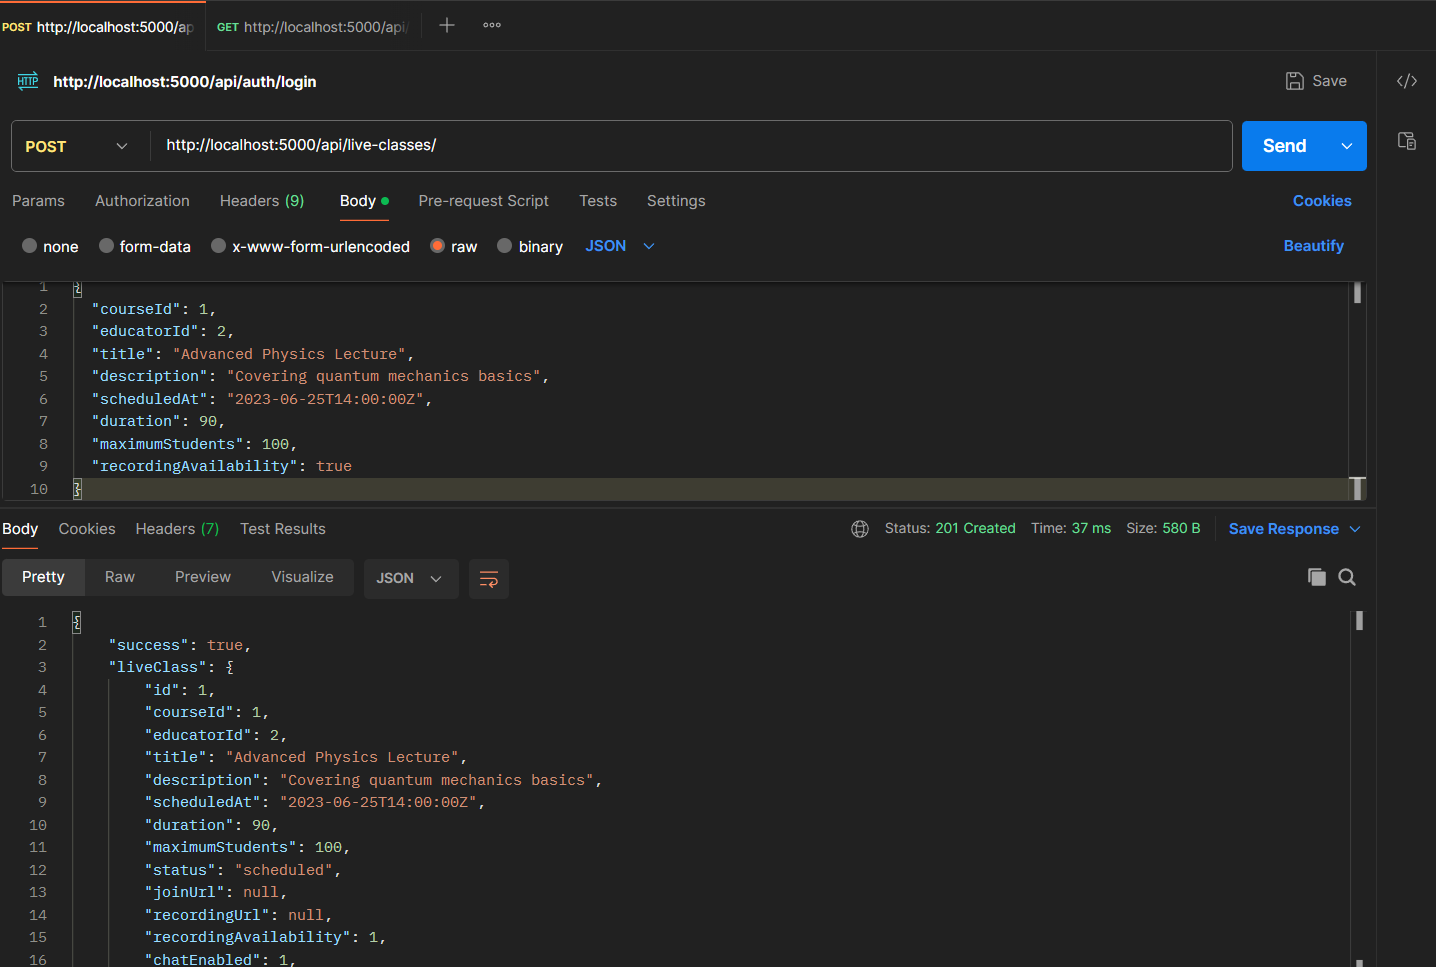 POST http://localhost:5000/ap GET http://localhost:5000/api/
HTTP http://localhost:5000/api/auth/login Save
POST http://localhost:5000/api/live-classes/ Send
Params Authorization Headers (9) Body Pre-request Script Tests Settings Cookies
none form-data x-www-form-urlencoded raw binary JSON Beautify
1 {
2 "courseId": 1,
3 "educatorId": 2,
4 "title": "Advanced Physics Lecture",
5 "description": "Covering quantum mechanics basics",
6 "scheduledAt": "2023-06-25T14:00:00Z",
7 "duration": 90,
8 "maximumStudents": 100,
9 "recordingAvailability": true
10 }
Body Cookies Headers (7) Test Results Status: 201 Created Time: 37 ms Size: 580 B Save Response
Pretty Raw Preview Visualize JSON
1 {
2 "success": true,
3 "liveClass": {
4 "id": 1,
5 "courseId": 1,
6 "educatorId": 2,
7 "title": "Advanced Physics Lecture",
8 "description": "Covering quantum mechanics basics",
9 "scheduledAt": "2023-06-25T14:00:00Z",
10 "duration": 90,
11 "maximumStudents": 100,
12 "status": "scheduled",
13 "joinUrl": null,
14 "recordingUrl": null,
15 "recordingAvailability": 1,
16 "chatEnabled": 1,